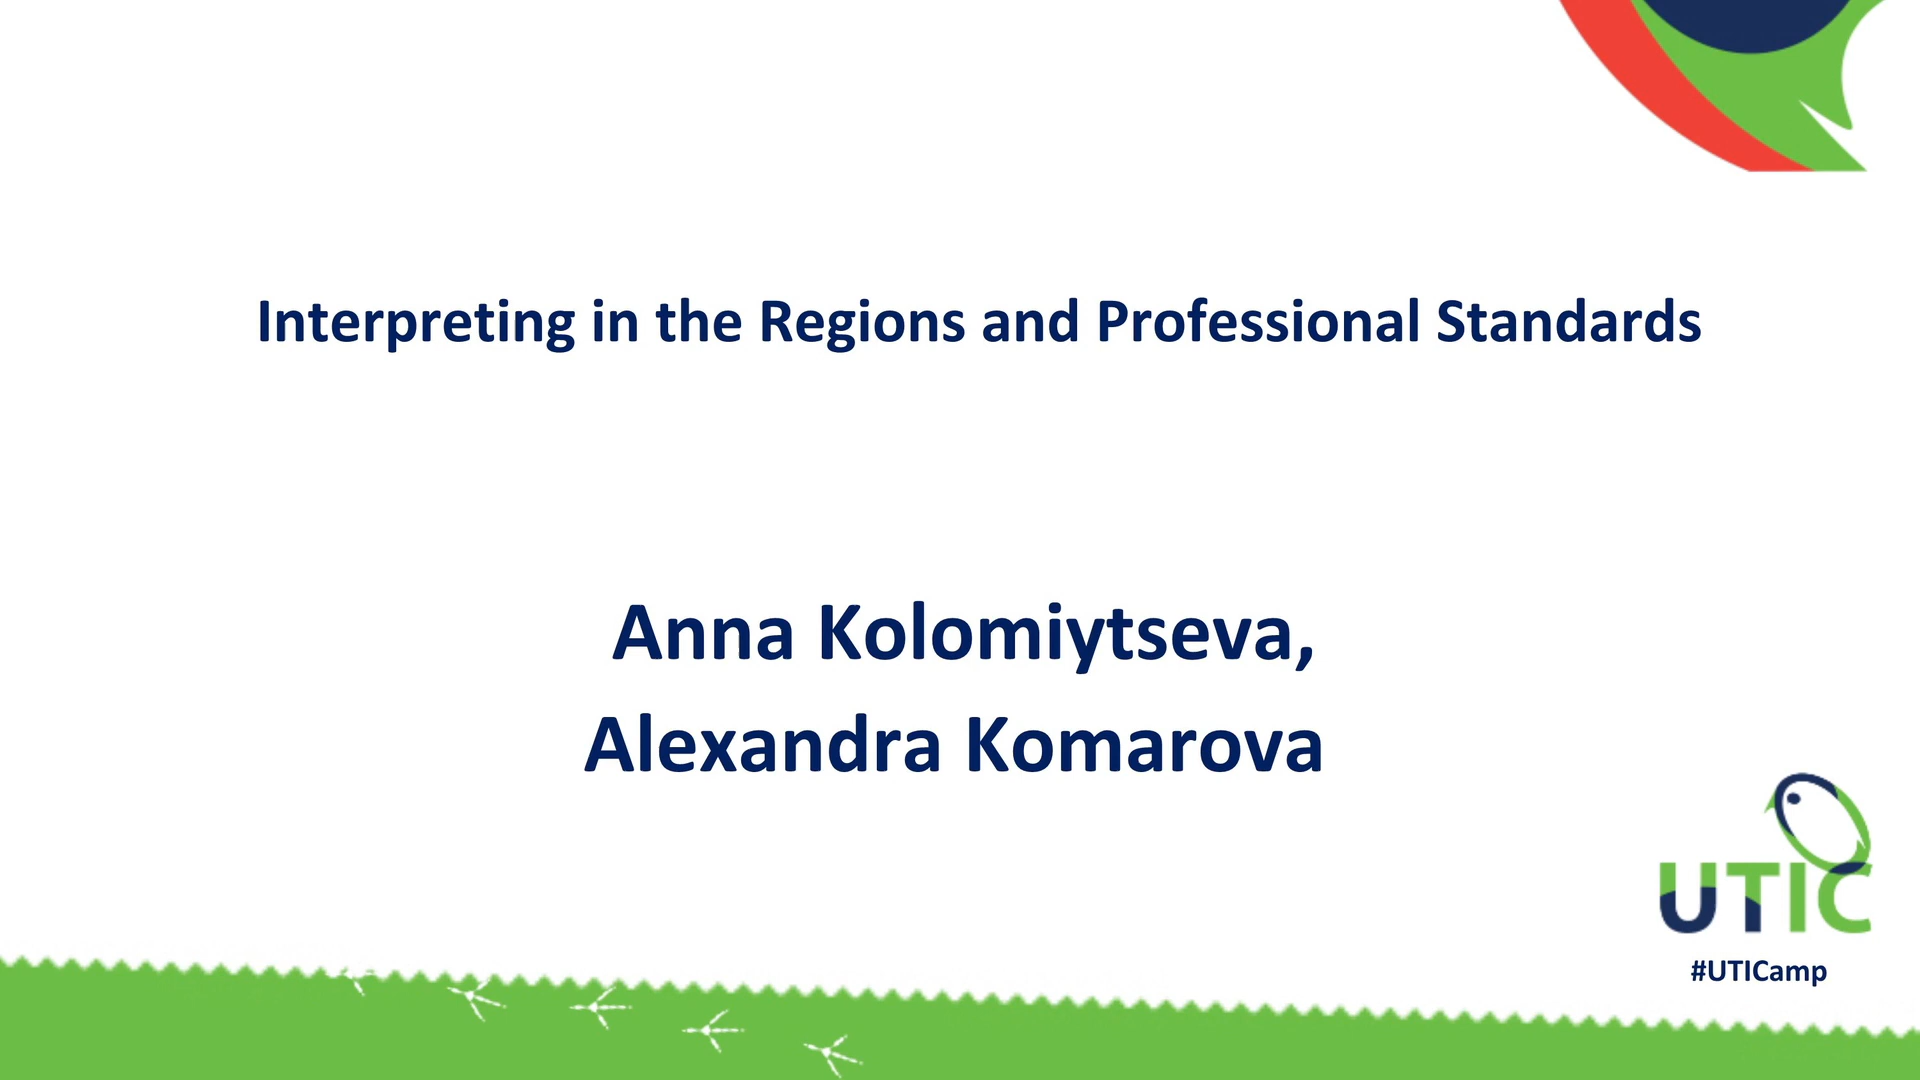 Interpreting in the Regions and Professional Standards
Anna Kolomiytseva,
Alexandra Komarova
UTIC
#UTICamp